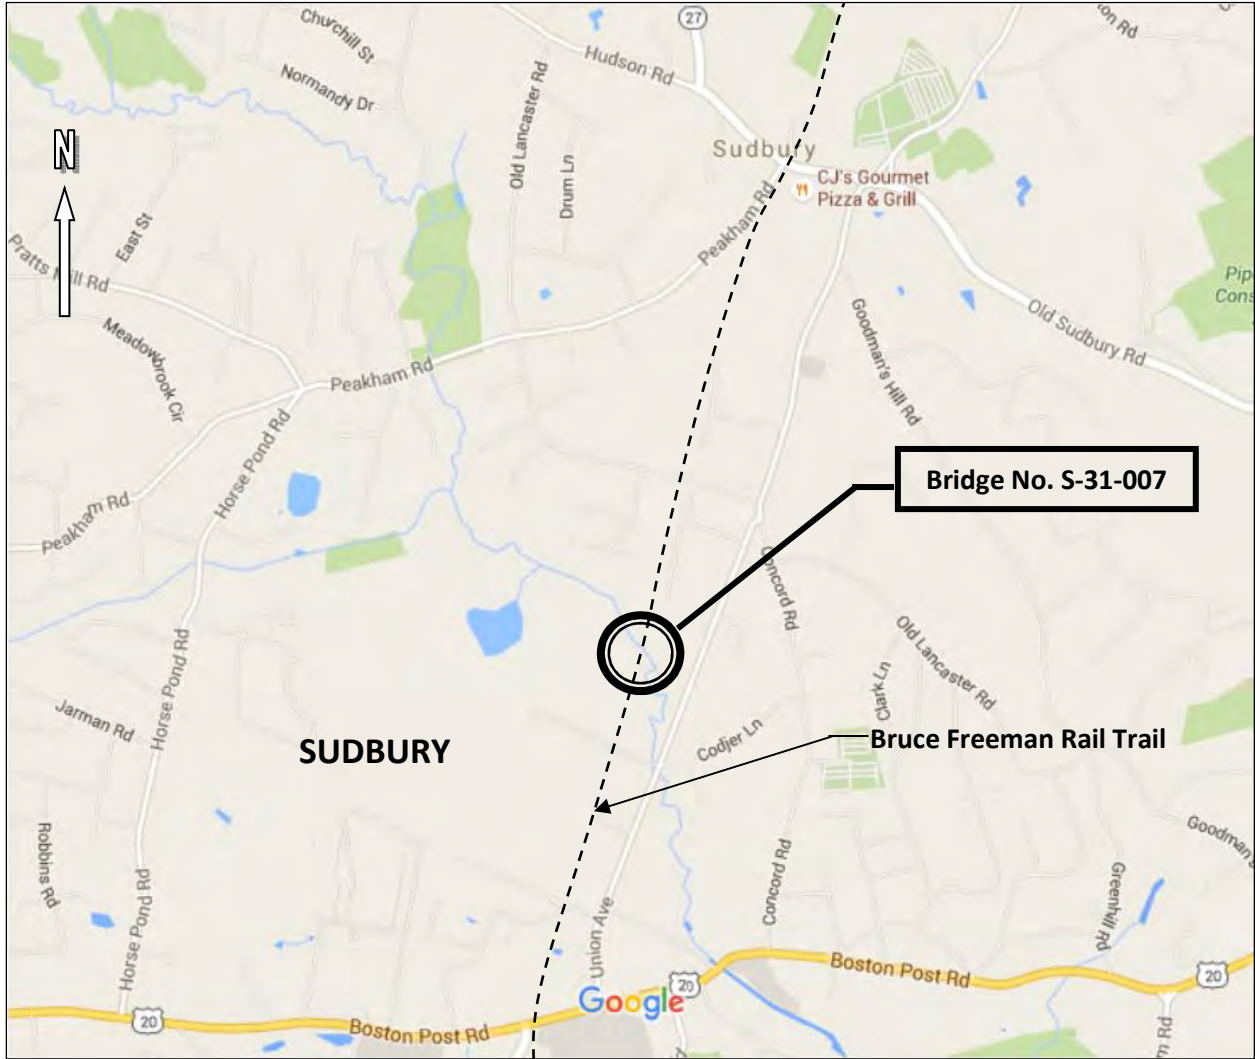 27
Churchill St
Hudson Rd
Normandy Dr
Old Lancaster Rd
N
Sudbury
Drum Ln
CJ's Gourmet
Pizza & Grill
East St
Peakham Rd
Pratts Mill Rd
Old Sudbury Rd
Goodman's Hill Rd
Meadowbrook Cir
Peakham Rd
Horse Pond Rd
Bridge No. S-31-007
Peakham Rd
Concord Rd
Old Lancaster Rd
Clark Ln
Horse Pond Rd
Jarman Rd
Codjer Ln
SUDBURY
Bruce Freeman Rail Trail
Robbins Rd
Concord Rd
Greenhill Rd
Horse Pond Rd
Union Ave
Boston Post Rd
20
20
Google
20
Boston Post Rd